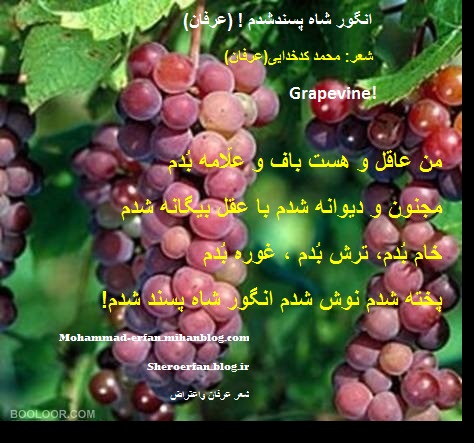 انگور شاه پسندشدم ! (عرفان)
شعر: محمد کدخدایی(عرفان)
Grapevine!
من عاقل و هست باف و علّامه بُدم
مجنون و دیوانه شدم با عقل بیگانه شدم
خام بُدم، ترش بُدم ، غوره بُدم
پخته شدم نوش شدم انگور شاه پسند شدم!
Mohammad-erfan.mihanblog.com
Sheroerfan.blog.ir
شعر عرفان واعتراض
BOOLOOR.COM